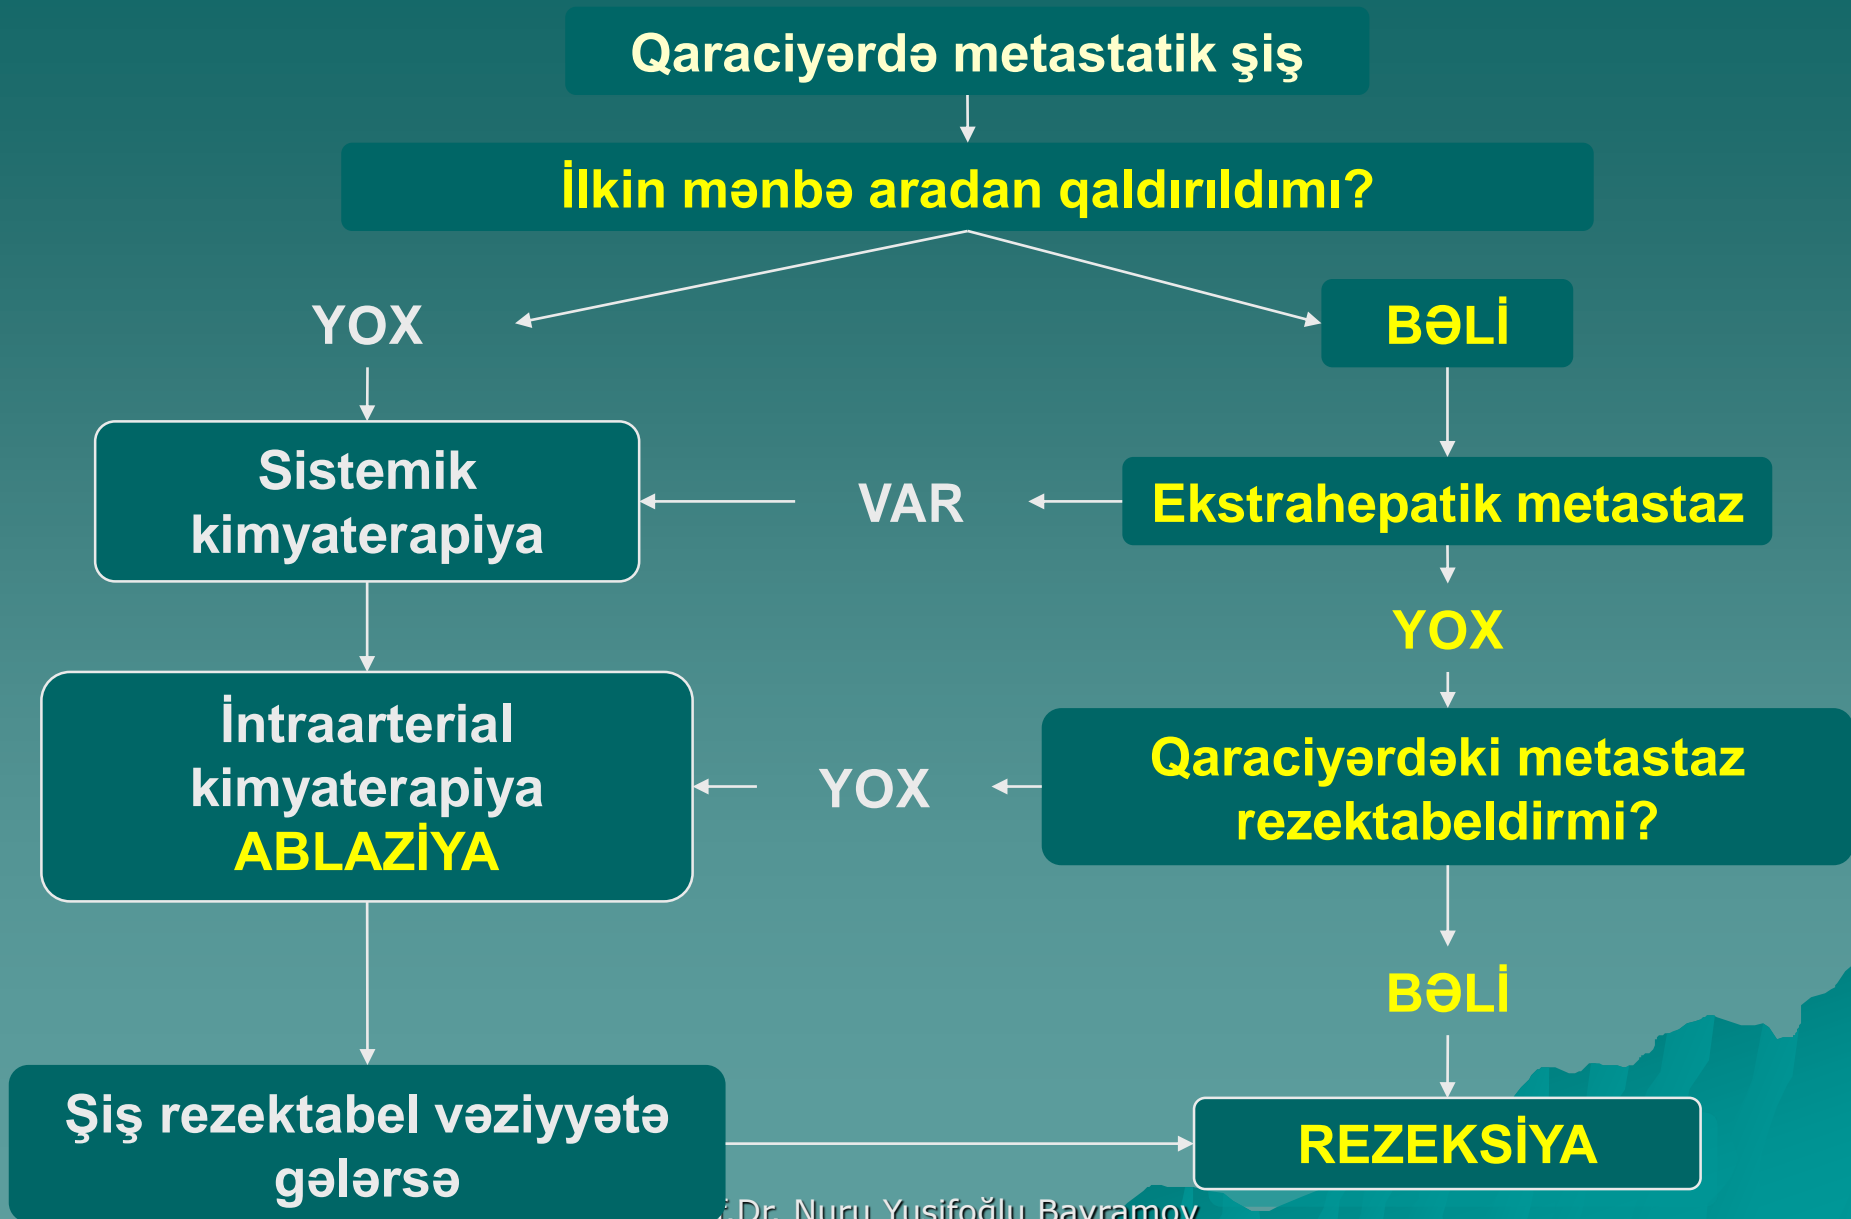 Qaraciyərdə metastatik şiş
İlkin mənbə aradan qaldırıldımı?
YOX
BƏLİ
Sistemik
kimyaterapiya
VAR
Ekstrahepatik metastaz
YOX
İntraarterial
kimyaterapiya
ABLAZİYA
YOX
Qaraciyərdəki metastaz
rezektabeldirmi?
BƏLİ
Şiş rezektabel vəziyyətə
gələrsə
REZEKSİYA
.Dr. Nuru Yusifoğlu Bayramov